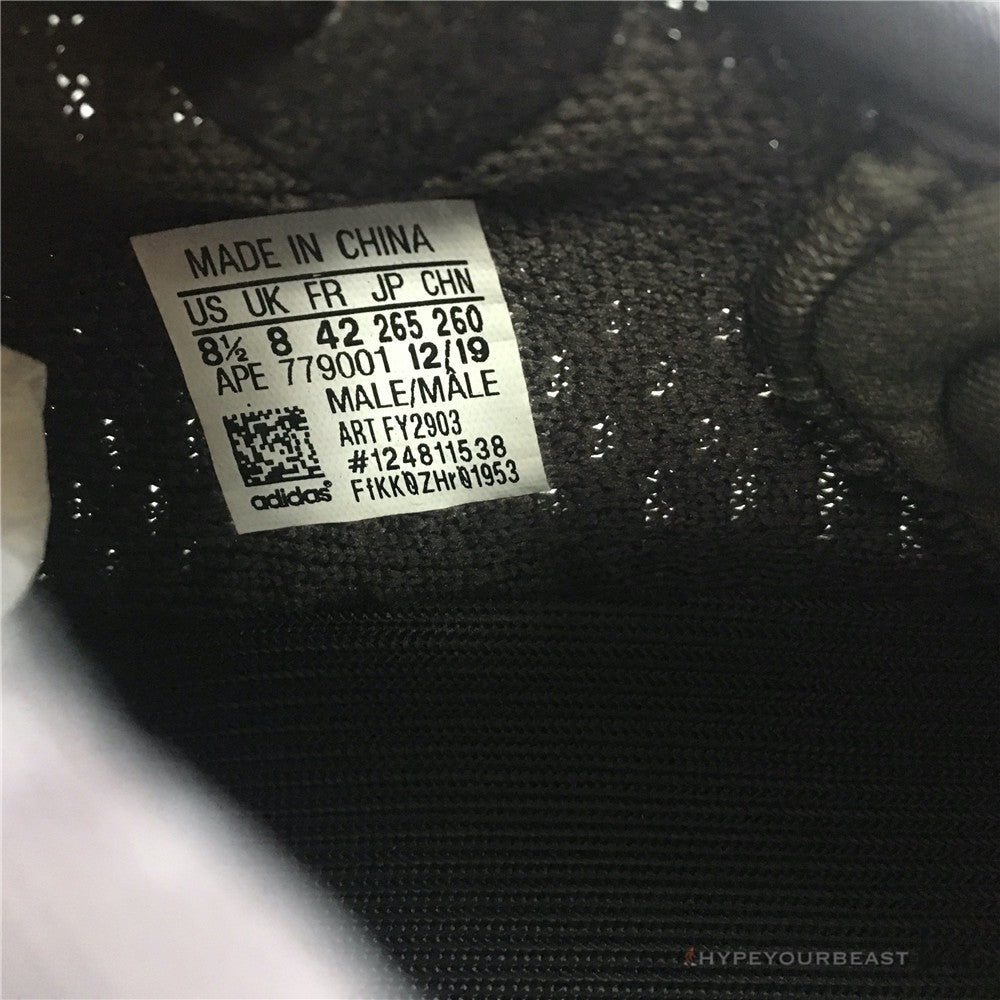 MADE IN CHINA
US UK FR JP CHN
8½ 8 42 265 260
APE 779001 12/19
MALE/MÂLE
ART FY2903
#124811538
FfKKQZHrQ1953
adidas®
HYPEYOURBEAST